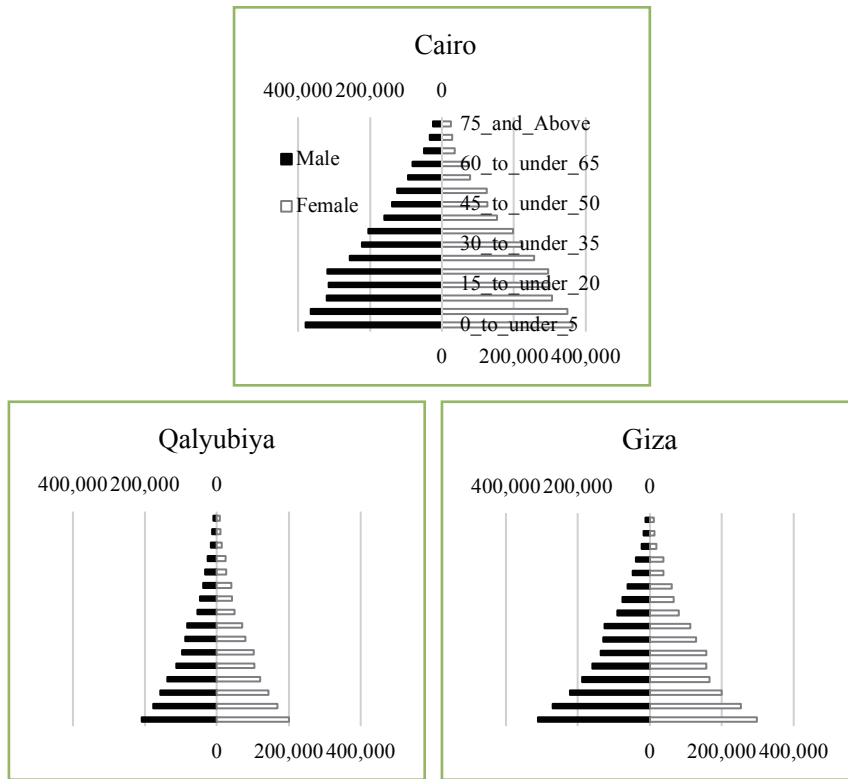 Cairo
400,000 200,000 0
75_and_Above
Male
60_to_under_65
Female
45_to_under_50
30_to_under_35
15_to_under_20
0_to_under_5
0 200,000 400,000
Qalyubiya
400,000 200,000 0
0 200,000 400,000
Giza
400,000 200,000 0
0 200,000 400,000